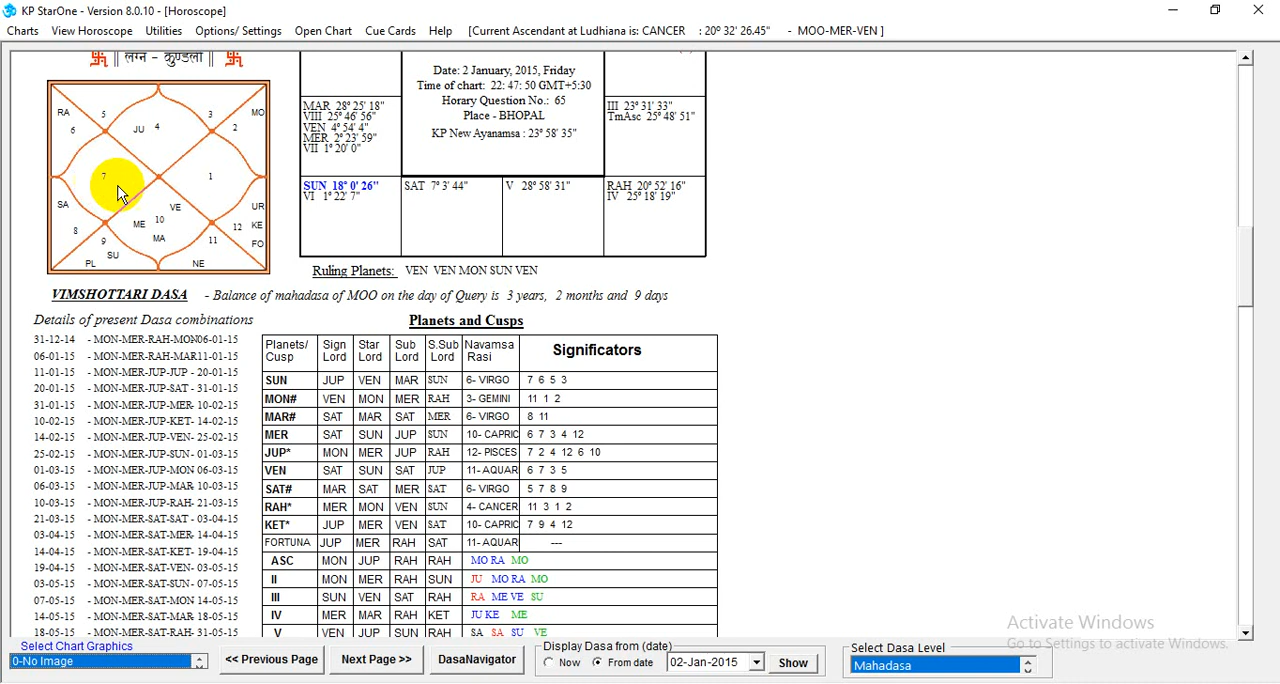 KP StarOne - Version 8.0.10 - [Horoscope]
Charts View Horoscope Utilities Options/ Settings Open Chart Cue Cards Help [Current Ascendant at Ludhiana is: CANCER : 20° 32' 26.45" - MOO-MER-VEN ]
卐 || लग्न - कुण्डली || 卐
RA
6
5
JU 4
3
2
MO
7
1
SA
8
9
SU
PL
ME
VE
10
MA
NE
11
12
UR
KE
FO
Date: 2 January, 2015, Friday
Time of chart: 22: 47: 50 GMT+5:30
Horary Question No.: 65
Place - BHOPAL
KP New Ayanamsa : 23° 58' 35"
MAR 28° 25' 18"
VIII 25° 46' 56"
VEN 4° 54' 4"
MER 2° 23' 59"
VII 1° 20' 0"
III 23° 31' 33"
TmAsc 25° 48' 51"
SUN 18° 0' 26"
VI 1° 22' 7"
SAT 7° 3' 44"
V 28° 58' 31"
RAH 20° 52' 16"
IV 25° 18' 19"
Ruling Planets: VEN VEN MON SUN VEN
VIMSHOTTARI DASA - Balance of mahadasa of MOO on the day of Query is 3 years, 2 months and 9 days
Details of present Dasa combinations
31-12-14 - MON-MER-RAH-MON06-01-15
06-01-15 - MON-MER-RAH-MAR11-01-15
11-01-15 - MON-MER-JUP-JUP - 20-01-15
20-01-15 - MON-MER-JUP-SAT - 31-01-15
31-01-15 - MON-MER-JUP-MER- 10-02-15
10-02-15 - MON-MER-JUP-KET- 14-02-15
14-02-15 - MON-MER-JUP-VEN- 25-02-15
25-02-15 - MON-MER-JUP-SUN - 01-03-15
01-03-15 - MON-MER-JUP-MON 06-03-15
06-03-15 - MON-MER-JUP-MAR 10-03-15
10-03-15 - MON-MER-JUP-RAH- 21-03-15
21-03-15 - MON-MER-SAT-SAT - 03-04-15
03-04-15 - MON-MER-SAT-MER- 14-04-15
14-04-15 - MON-MER-SAT-KET- 19-04-15
19-04-15 - MON-MER-SAT-VEN- 03-05-15
03-05-15 - MON-MER-SAT-SUN- 07-05-15
07-05-15 - MON-MER-SAT-MON 14-05-15
14-05-15 - MON-MER-SAT-MAR 18-05-15
18-05-15 - MON-MER-SAT-RAH- 31-05-15
Planets and Cusps
Planets/ Cusp Sign Lord Star Lord Sub Lord S.Sub Lord Navamsa Rasi Significators
SUN JUP VEN MAR SUN 6- VIRGO 7 6 5 3
MON# VEN MON MER RAH 3- GEMINI 11 1 2
MAR# SAT MAR SAT MER 6- VIRGO 8 11
MER SAT SUN JUP SUN 10- CAPRIC 6 7 3 4 12
JUP* MON MER JUP RAH 12- PISCES 7 2 4 12 6 10
VEN SAT SUN SAT JUP 11- AQUAR 6 7 3 5
SAT# MAR SAT MER SAT 6- VIRGO 5 7 8 9
RAH* MER MON VEN SUN 4- CANCER 11 3 1 2
KET* JUP MER VEN SAT 10- CAPRIC 7 9 4 12
FORTUNA JUP MER RAH SAT 11- AQUAR ---
ASC MON JUP RAH RAH MO RA MO
II MON MER RAH SUN JU MO RA MO
III SUN VEN SAT RAH RA ME VE SU
IV MER MAR RAH KET JU KE ME
V VEN JUP SUN RAH SA SA SU VE
Activate Windows
Go to Settings to activate Windows.
Select Chart Graphics
0-No Image
<< Previous Page
Next Page >>
DasaNavigator
Display Dasa from (date)
Now From date 02-Jan-2015 Show
Select Dasa Level
Mahadasa